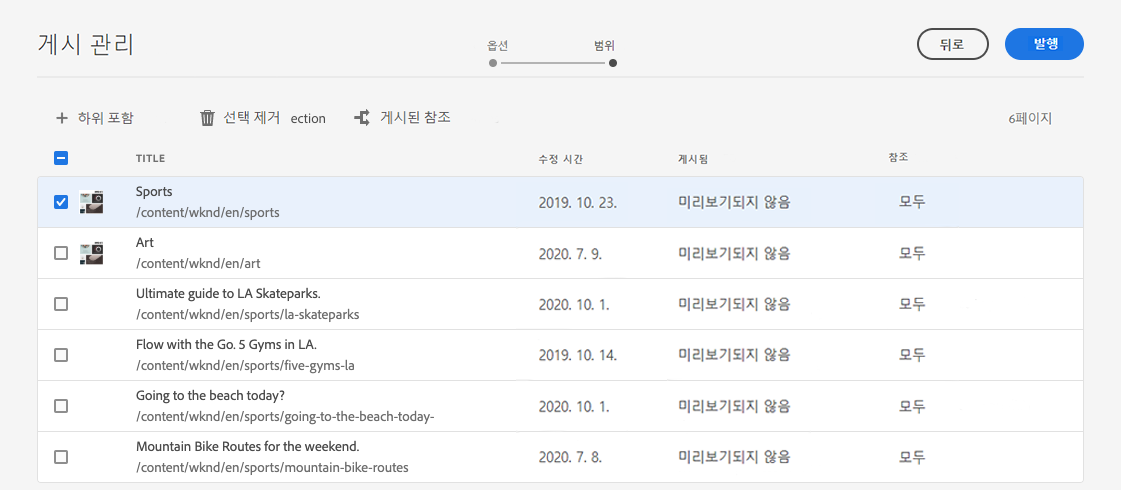 게시 관리
옵션 범위
뒤로 발행
하위 포함 선택 제거 ection 게시된 참조 6페이지
TITLE 수정 시간 게시됨 참조
Sports
/content/wknd/en/sports 2019. 10. 23. 미리보기되지 않음 모두
Art
/content/wknd/en/art 2020. 7. 9. 미리보기되지 않음 모두
Ultimate guide to LA Skateparks.
/content/wknd/en/sports/la-skateparks 2020. 10. 1. 미리보기되지 않음 모두
Flow with the Go. 5 Gyms in LA.
/content/wknd/en/sports/five-gyms-la 2019. 10. 14. 미리보기되지 않음 모두
Going to the beach today?
/content/wknd/en/sports/going-to-the-beach-today- 2020. 10. 1. 미리보기되지 않음 모두
Mountain Bike Routes for the weekend.
/content/wknd/en/sports/mountain-bike-routes 2020. 7. 8. 미리보기되지 않음 모두